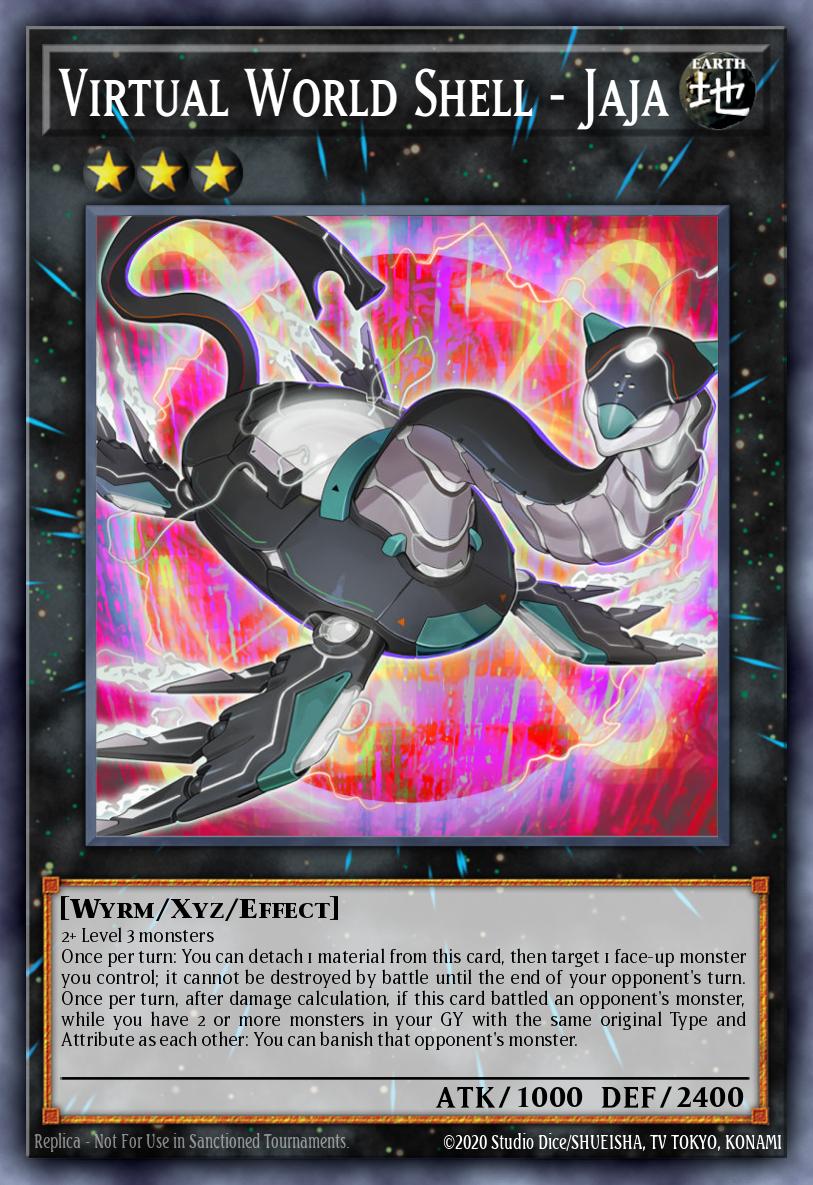 Virtual World Shell - Jaja
EARTH
地
[Wyrm/Xyz/Effect]
2+ Level 3 monsters
Once per turn: You can detach 1 material from this card, then target 1 face-up monster
you control; it cannot be destroyed by battle until the end of your opponent's turn.
Once per turn, after damage calculation, if this card battled an opponent's monster,
while you have 2 or more monsters in your GY with the same original Type and
Attribute as each other: You can banish that opponent's monster.
ATK/1000 DEF/2400
Replica - Not For Use in Sanctioned Tournaments.
©2020 Studio Dice/SHUEISHA, TV TOKYO, KONAMI